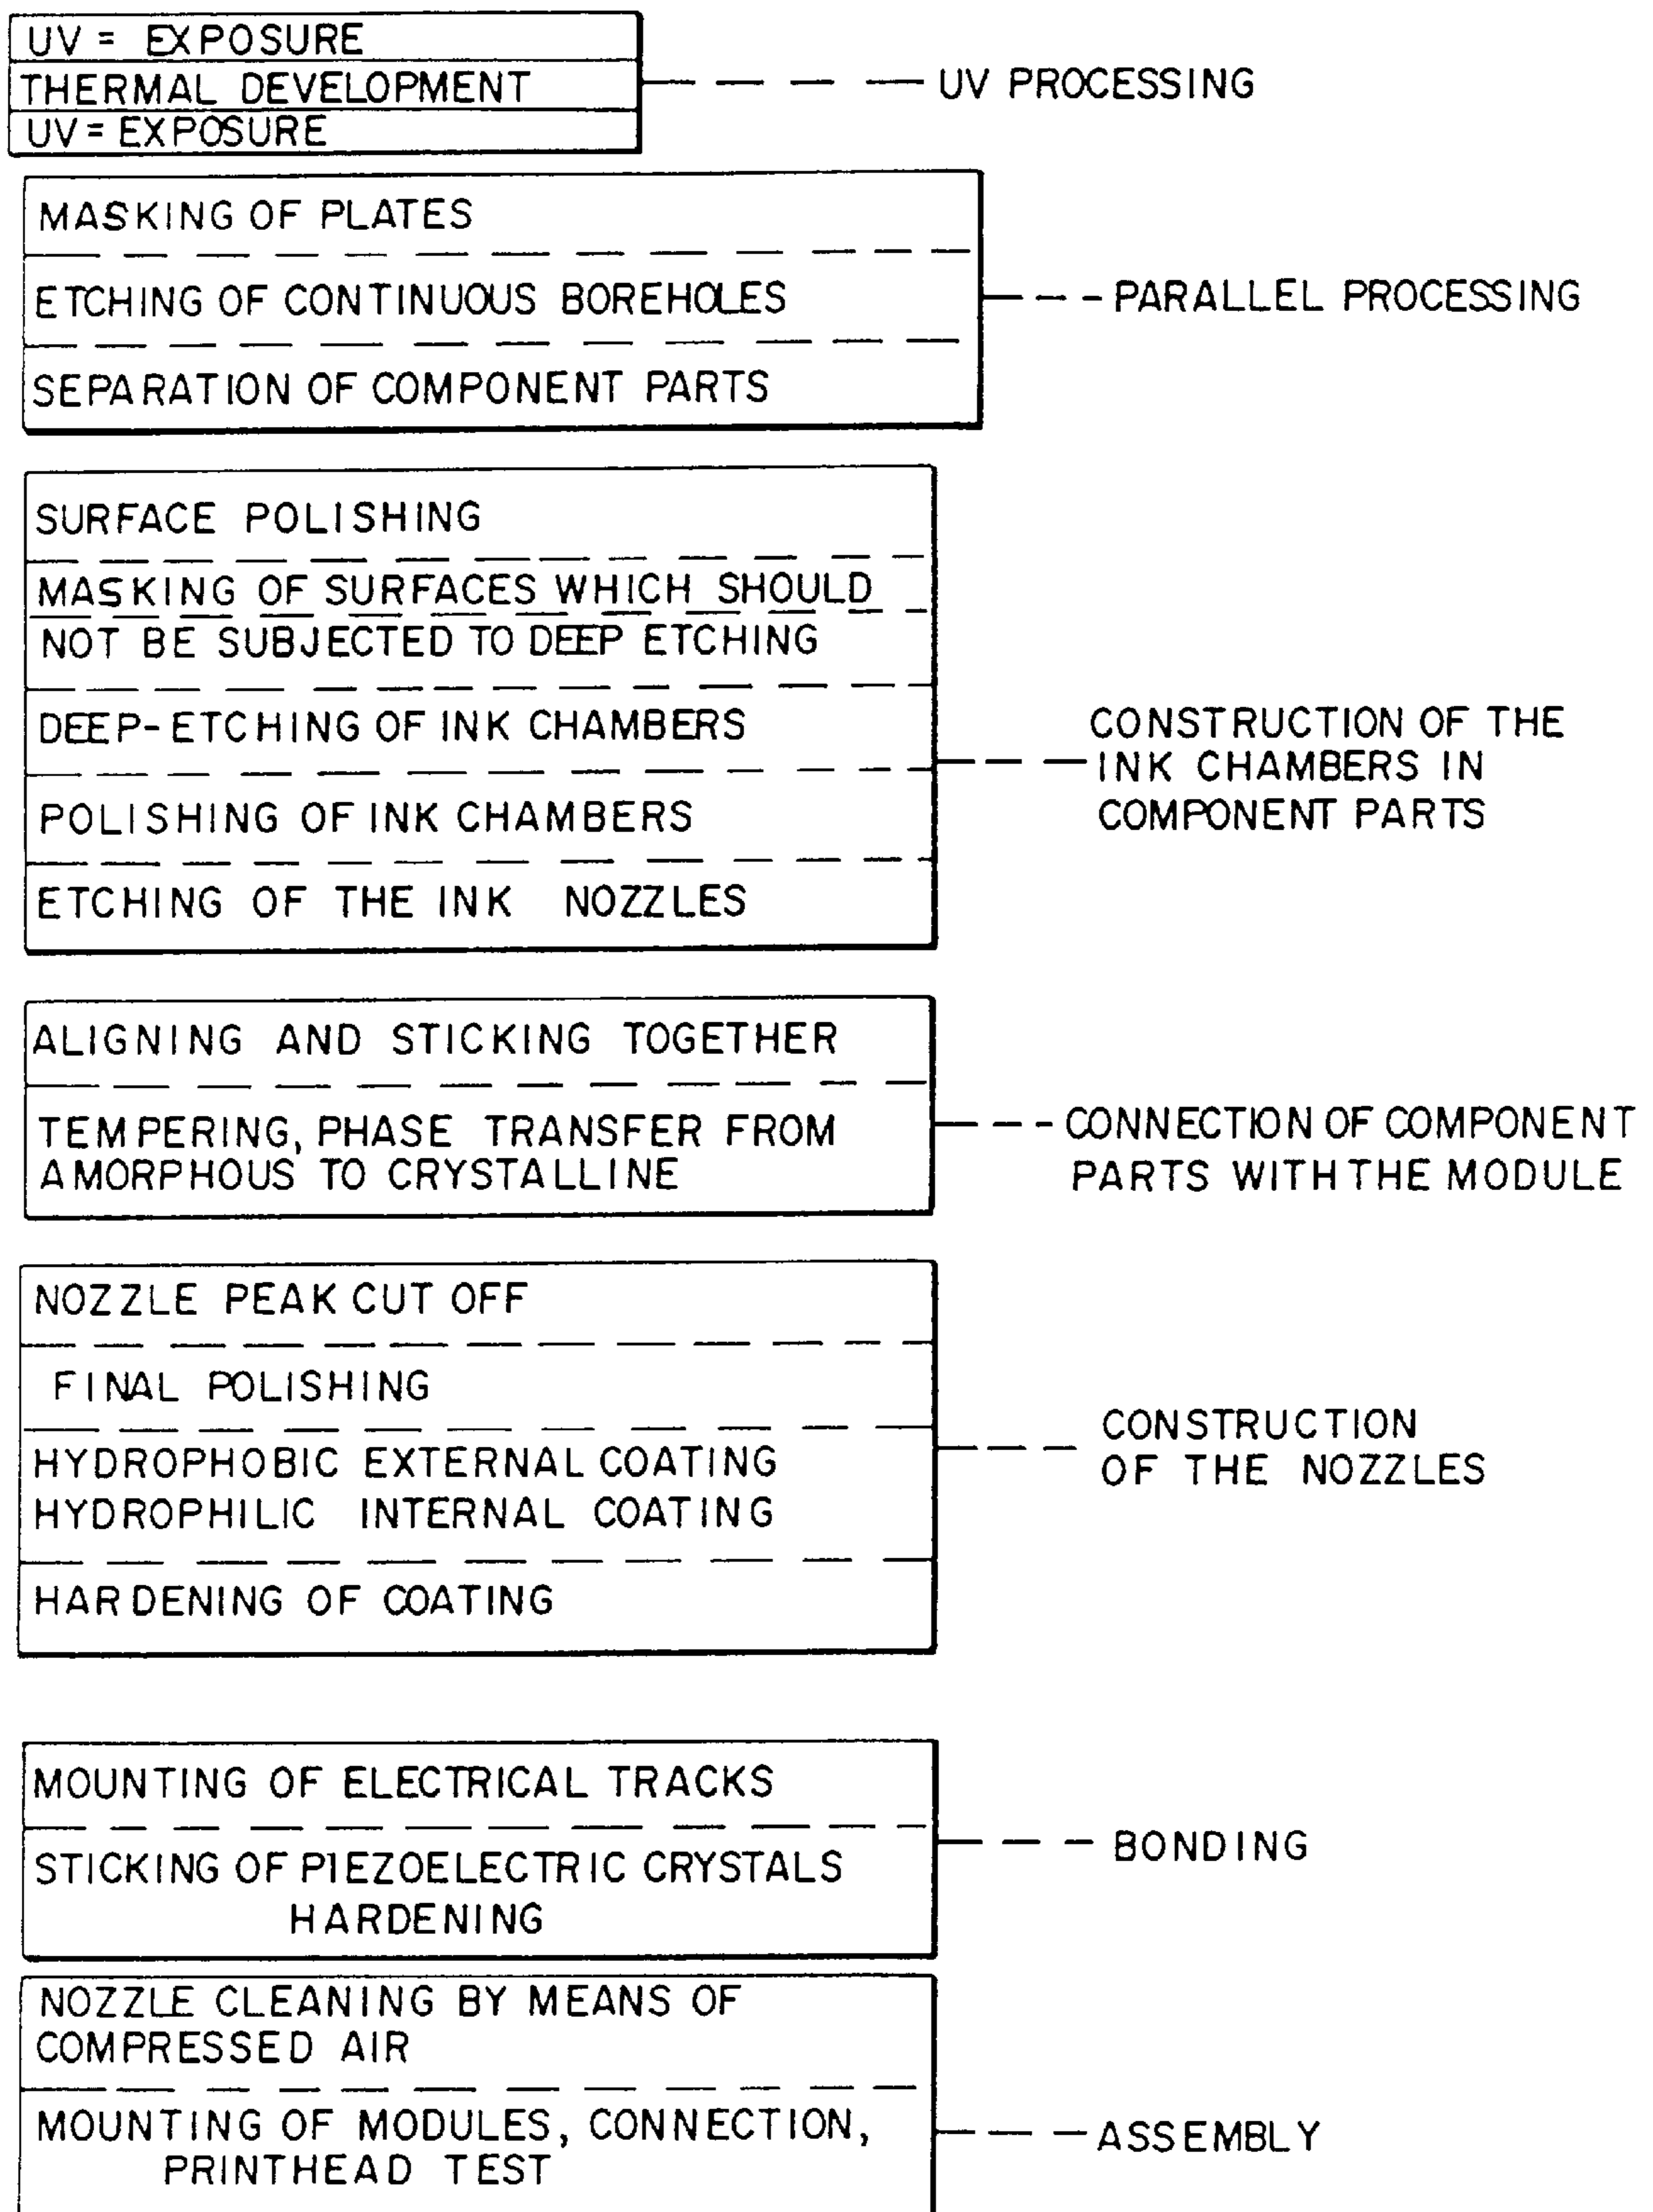 UV = EXPOSURE
THERMAL DEVELOPMENT
UV = EXPOSURE
UV PROCESSING
MASKING OF PLATES
ETCHING OF CONTINUOUS BOREHOLES
SEPARATION OF COMPONENT PARTS
PARALLEL PROCESSING
SURFACE POLISHING
MASKING OF SURFACES WHICH SHOULD
NOT BE SUBJECTED TO DEEP ETCHING
DEEP-ETCHING OF INK CHAMBERS
POLISHING OF INK CHAMBERS
ETCHING OF THE INK NOZZLES
CONSTRUCTION OF THE
INK CHAMBERS IN
COMPONENT PARTS
ALIGNING AND STICKING TOGETHER
TEMPERING, PHASE TRANSFER FROM
AMORPHOUS TO CRYSTALLINE
CONNECTION OF COMPONENT
PARTS WITH THE MODULE
NOZZLE PEAK CUT OFF
FINAL POLISHING
HYDROPHOBIC EXTERNAL COATING
HYDROPHILIC INTERNAL COATING
HARDENING OF COATING
CONSTRUCTION
OF THE NOZZLES
MOUNTING OF ELECTRICAL TRACKS
STICKING OF PIEZOELECTRIC CRYSTALS
HARDENING
BONDING
NOZZLE CLEANING BY MEANS OF
COMPRESSED AIR
MOUNTING OF MODULES, CONNECTION,
PRINTHEAD TEST
ASSEMBLY